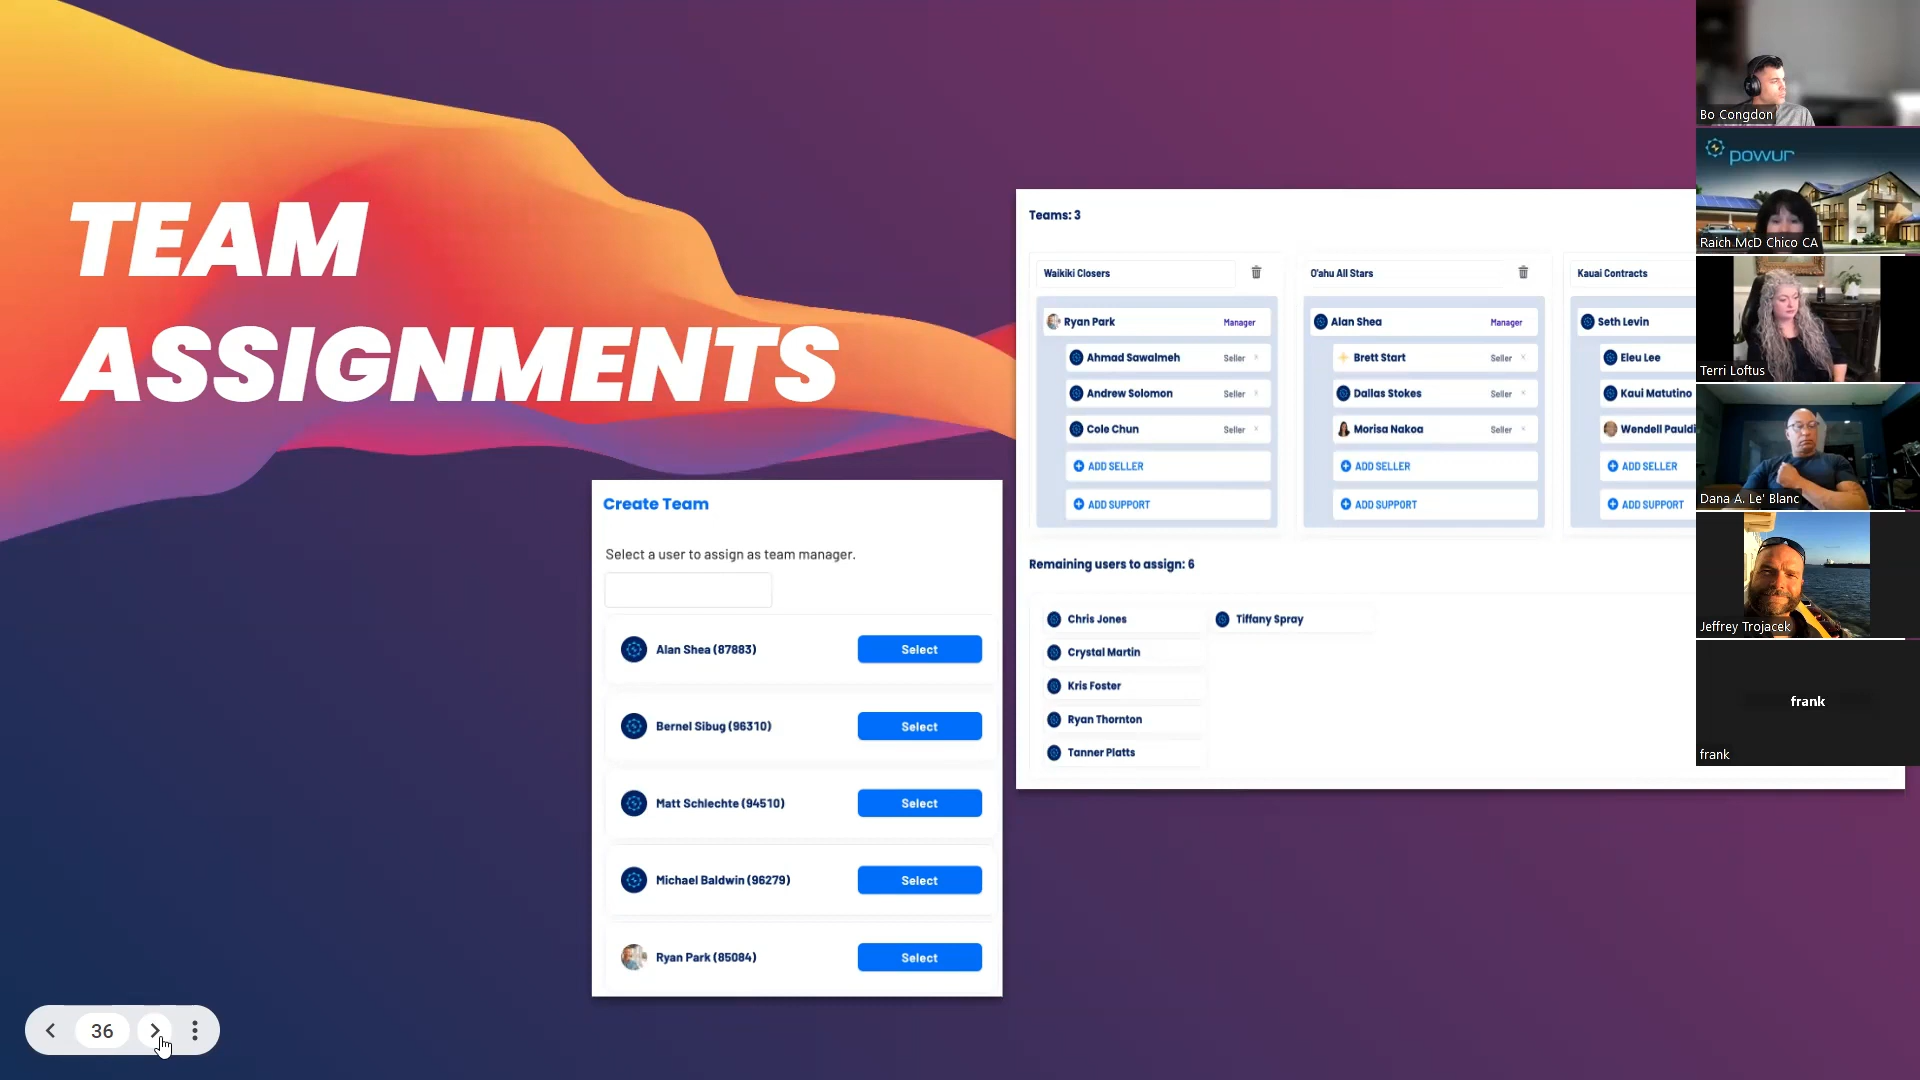 TEAM
ASSIGNMENTS
Create Team
Select a user to assign as team manager.
Alan Shea (87883)
Select
Bernel Sibug (96310)
Select
Matt Schlechte (94510)
Select
Michael Baldwin (96279)
Select
Ryan Park (85084)
Select
Teams: 3
Waikiki Closers
Ryan Park
Manager
Ahmad Sawalmeh
Seller
Andrew Solomon
Seller
Cole Chun
Seller
ADD SELLER
ADD SUPPORT
O'ahu All Stars
Alan Shea
Manager
Brett Start
Seller
Dallas Stokes
Seller
Morisa Nakoa
Seller
ADD SELLER
ADD SUPPORT
Kauai Contracts
Seth Levin
Eleu Lee
Kaui Matutino
Wendell Pauldi
ADD SELLER
ADD SUPPORT
Remaining users to assign: 6
Chris Jones
Crystal Martin
Kris Foster
Ryan Thornton
Tanner Platts
Tiffany Spray
Bo Congdon
powur
Raich McD Chico CA
Terri Loftus
Dana A. Le' Blanc
Jeffrey Trojacek
frank
frank
36